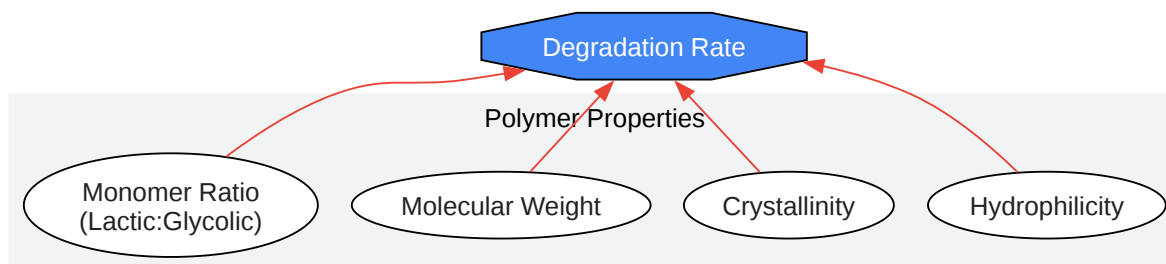 Degradation Rate
Polymer Properties
Monomer Ratio
(Lactic:Glycolic)
Molecular Weight
Crystallinity
Hydrophilicity